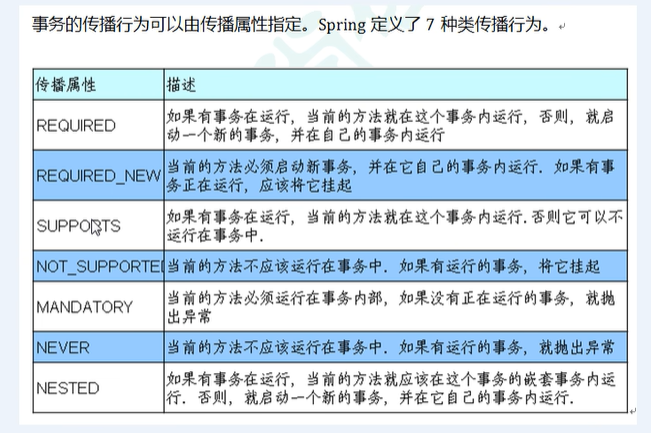 事务的传播行为可以由传播属性指定。Spring 定义了 7 种类传播行为。
传播属性 描述
REQUIRED
如果有事务在运行，当前的方法就在这个事务内运行，否则，就启
动一个新的事务，并在自己的事务内运行
REQUIRED_NEW
当前的方法必须启动新事务，并在它自己的事务内运行．如果有事
务正在运行，应该将它挂起
SUPPORTS
如果有事务在运行，当前的方法就在这个事务内运行．否则它可以不
运行在事务中．
NOT_SUPPORTED 当前的方法不应该运行在事务中．如果有运行的事务，将它挂起
MANDATORY
当前的方法必须运行在事务内部，如果没有正在运行的事务，就抛
出异常
NEVER 当前的方法不应该运行在事务中．如果有运行的事务，就抛出异常
NESTED
如果有事务在运行，当前的方法就应该在这个事务的嵌套事务内运
行．否则，就启动一个新的事务，并在它自己的事务内运行．